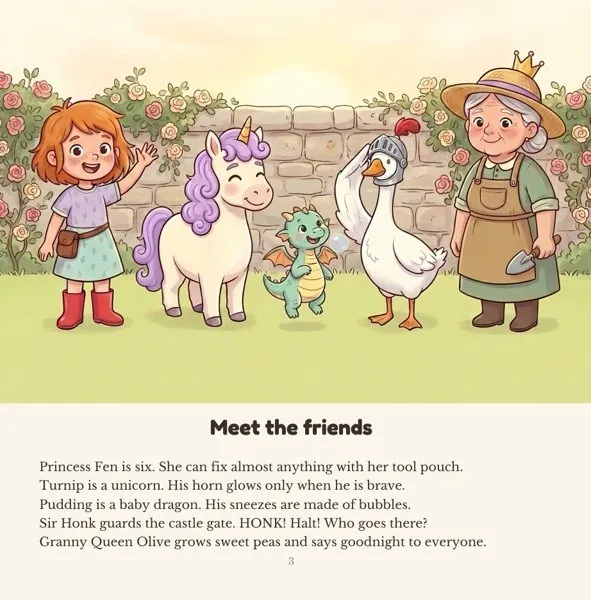 Meet the friends
Princess Fen is six. She can fix almost anything with her tool pouch.
Turnip is a unicorn. His horn glows only when he is brave.
Pudding is a baby dragon. His sneezes are made of bubbles.
Sir Honk guards the castle gate. HONK! Halt! Who goes there?
Granny Queen Olive grows sweet peas and says goodnight to everyone.
3